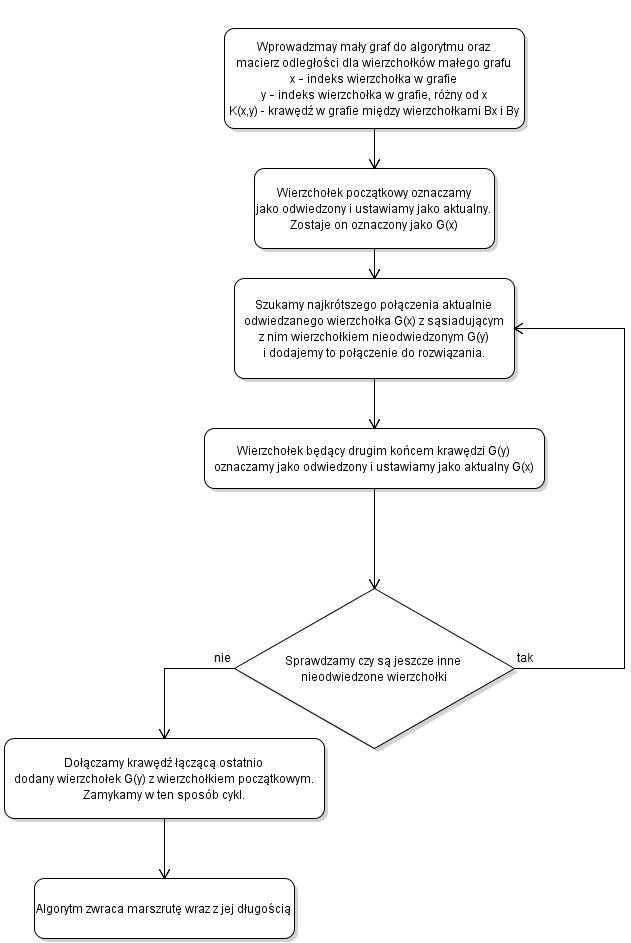 Wprowadzmay mały graf do algorytmu oraz
macierz odległości dla wierzchołków małego grafu
x - indeks wierzchołka w grafie
y - indeks wierzchołka w grafie, różny od x
K(x,y) - krawędź w grafie między wierzchołkami Bx i By
Wierzchołek początkowy oznaczamy
jako odwiedzony i ustawiamy jako aktualny.
Zostaje on oznaczony jako G(x)
Szukamy najkrótszego połączenia aktualnie
odwiedzanego wierzchołka G(x) z sąsiadującym
z nim wierzchołkiem nieodwiedzonym G(y)
i dodajemy to połączenie do rozwiązania.
Wierzchołek będący drugim końcem krawędzi G(y)
oznaczamy jako odwiedzony i ustawiamy jako aktualny G(x)
nie
tak
Sprawdzamy czy są jeszcze inne
nieodwiedzone wierzchołki
Dołączamy krawędź łączącą ostatnio
dodany wierzchołek G(y) z wierzchołkiem początkowym.
Zamykamy w ten sposób cykl.
Algorytm zwraca marszrutę wraz z jej długością